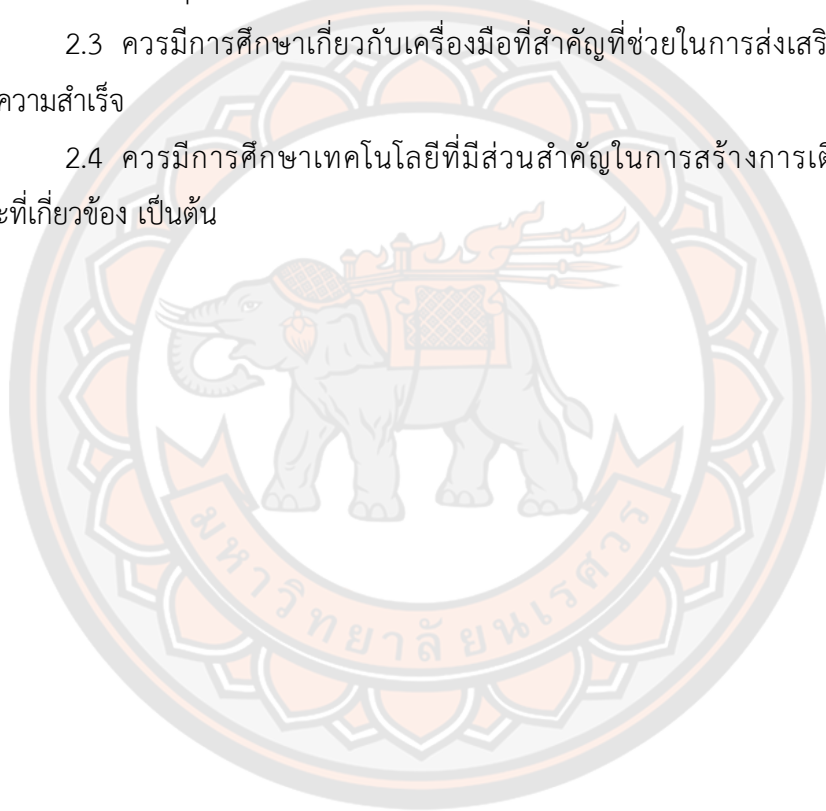 2.3 ควรมีการศึกษาเกี่ยวกับเครื่องมือที่สำคัญที่ช่วยในการส่งเสริ
ความสำเร็จ
2.4 ควรมีการศึกษาเทคโนโลยีที่มีส่วนสำคัญในการสร้างการเติ
ะที่เกี่ยวข้อง เป็นต้น
มหาวิทยาลัยนเรศวร